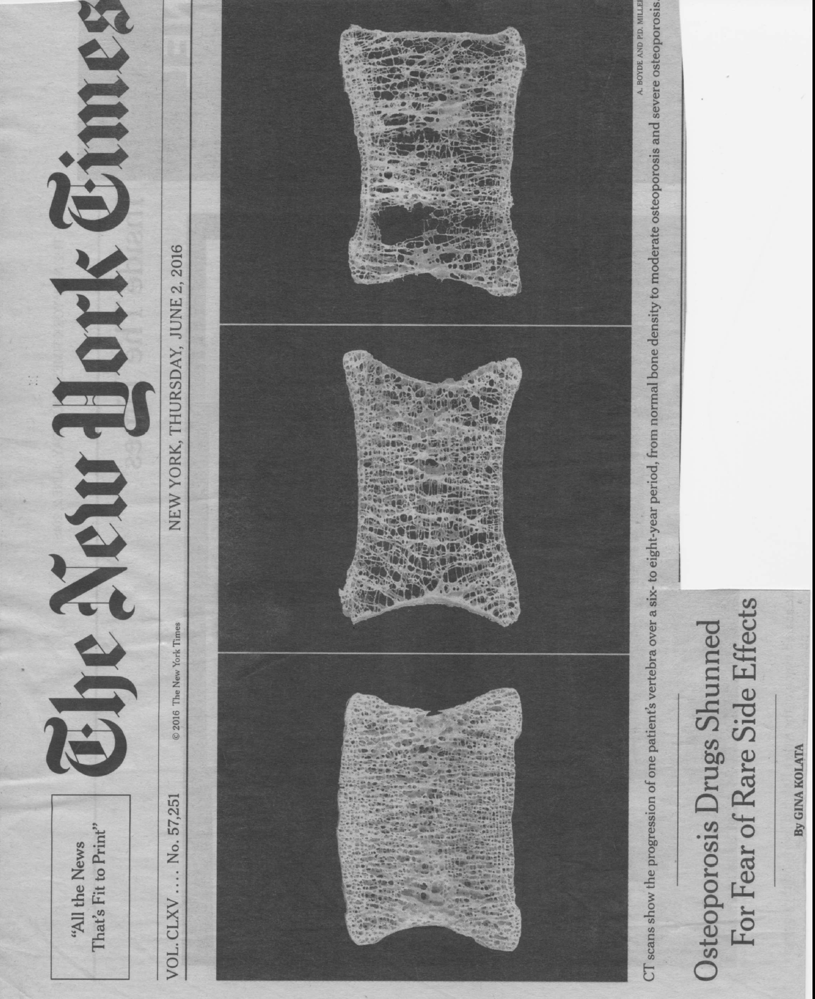 "All the News
That's Fit to Print"
The New York Times
VOL. CLXV .... No. 57,251
© 2016 The New York Times
NEW YORK, THURSDAY, JUNE 2, 2016
A. BOYDE AND P.D. MILLER
CT scans show the progression of one patient's vertebra over a six- to eight-year period, from normal bone density to moderate osteoporosis and severe osteoporosis.
Osteoporosis Drugs Shunned
For Fear of Rare Side Effects
By GINA KOLATA